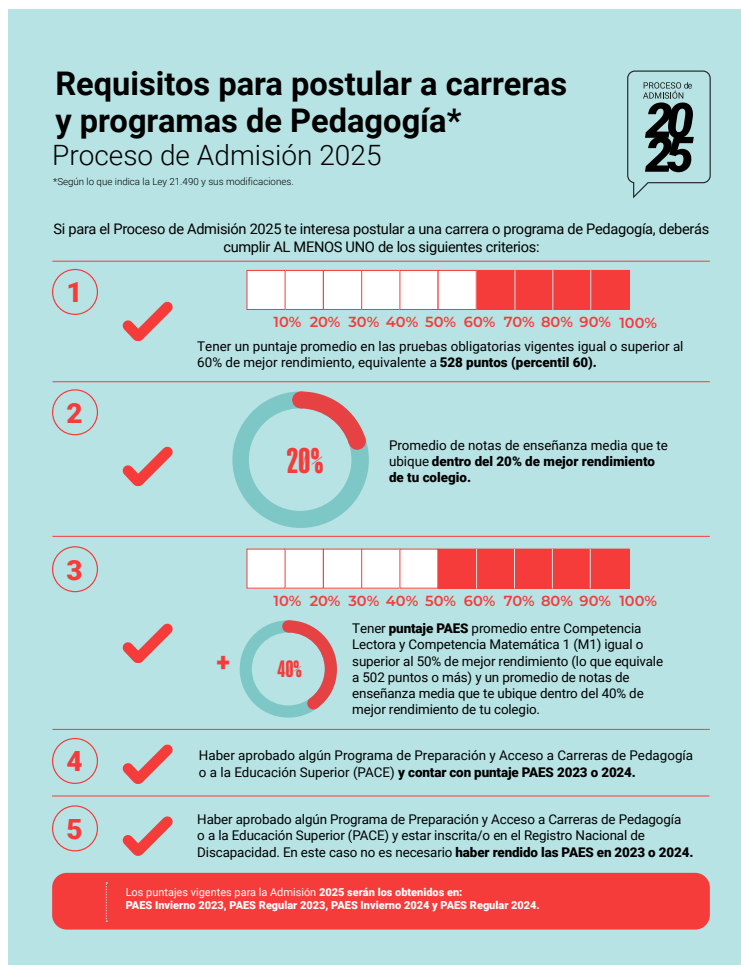 Requisitos para postular a carreras
y programas de Pedagogía*
Proceso de Admisión 2025
*Según lo que indica la Ley 21.490 y sus modificaciones.
PROCESO de
ADMISIÓN
20
25
Si para el Proceso de Admisión 2025 te interesa postular a una carrera o programa de Pedagogía, deberás
cumplir AL MENOS UNO de los siguientes criterios:
1
10% 20% 30% 40% 50% 60% 70% 80% 90% 100%
Tener un puntaje promedio en las pruebas obligatorias vigentes igual o superior al
60% de mejor rendimiento, equivalente a 528 puntos (percentil 60).
2
20%
Promedio de notas de enseñanza media que te
ubique dentro del 20% de mejor rendimiento
de tu colegio.
3
10% 20% 30% 40% 50% 60% 70% 80% 90% 100%
+
40%
Tener puntaje PAES promedio entre Competencia
Lectora y Competencia Matemática 1 (M1) igual o
superior al 50% de mejor rendimiento (lo que equivale
a 502 puntos o más) y un promedio de notas de
enseñanza media que te ubique dentro del 40% de
mejor rendimiento de tu colegio.
4
Haber aprobado algún Programa de Preparación y Acceso a Carreras de Pedagogía
o a la Educación Superior (PACE) y contar con puntaje PAES 2023 o 2024.
5
Haber aprobado algún Programa de Preparación y Acceso a Carreras de Pedagogía
o a la Educación Superior (PACE) y estar inscrita/o en el Registro Nacional de
Discapacidad. En este caso no es necesario haber rendido las PAES en 2023 o 2024.
Los puntajes vigentes para la Admisión 2025 serán los obtenidos en:
PAES Invierno 2023, PAES Regular 2023, PAES Invierno 2024 y PAES Regular 2024.